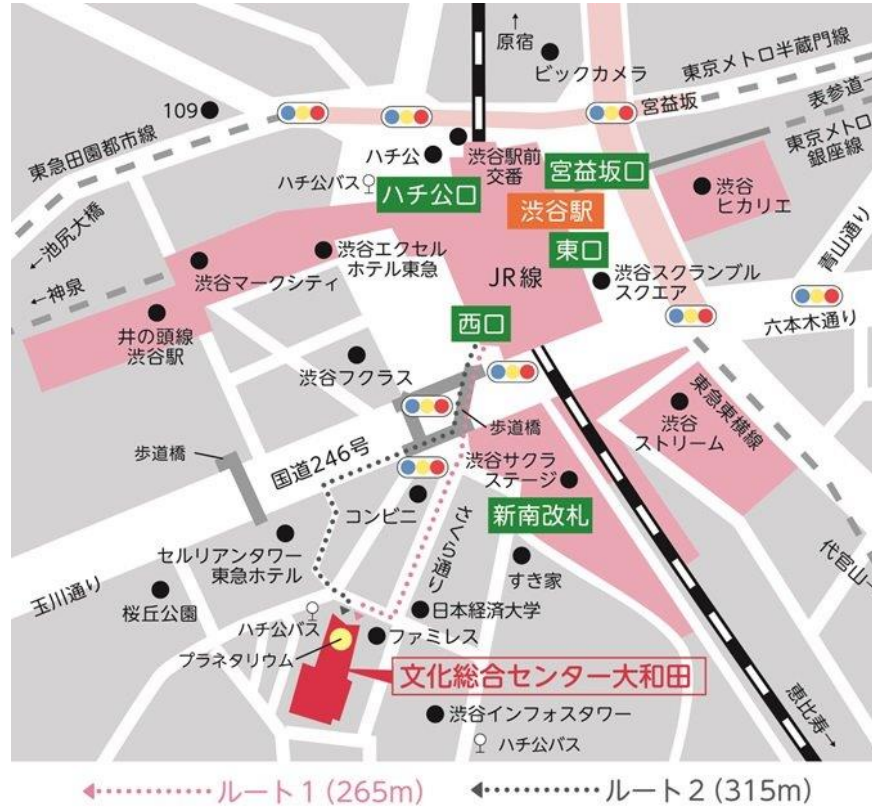 ↑
原宿
ビックカメラ
東京メトロ半蔵門線
宮益坂
表参道→
東京メトロ
銀座線
109
東急田園都市線
ハチ公
渋谷駅前
交番
ハチ公バス
ハチ公口
宮益坂口
渋谷駅
東口
渋谷
ヒカリエ
青山通り
←池尻大橋
←神泉
渋谷マークシティ
渋谷エクセル
ホテル東急
JR線
渋谷スクランブル
スクエア
六本木通り
井の頭線
渋谷駅
西口
渋谷フクラス
歩道橋
歩道橋
国道246号
渋谷
ストリーム
東急東横線
渋谷サクラ
ステージ
新南改札
コンビニ
さくら通り
セルリアンタワー
東急ホテル
すき家
代官山→
玉川通り
桜丘公園
ハチ公バス
日本経済大学
プラネタリウム
ファミレス
文化総合センター大和田
渋谷インフォスタワー
ハチ公バス
恵比寿→
ルート1(265m)
ルート2(315m)